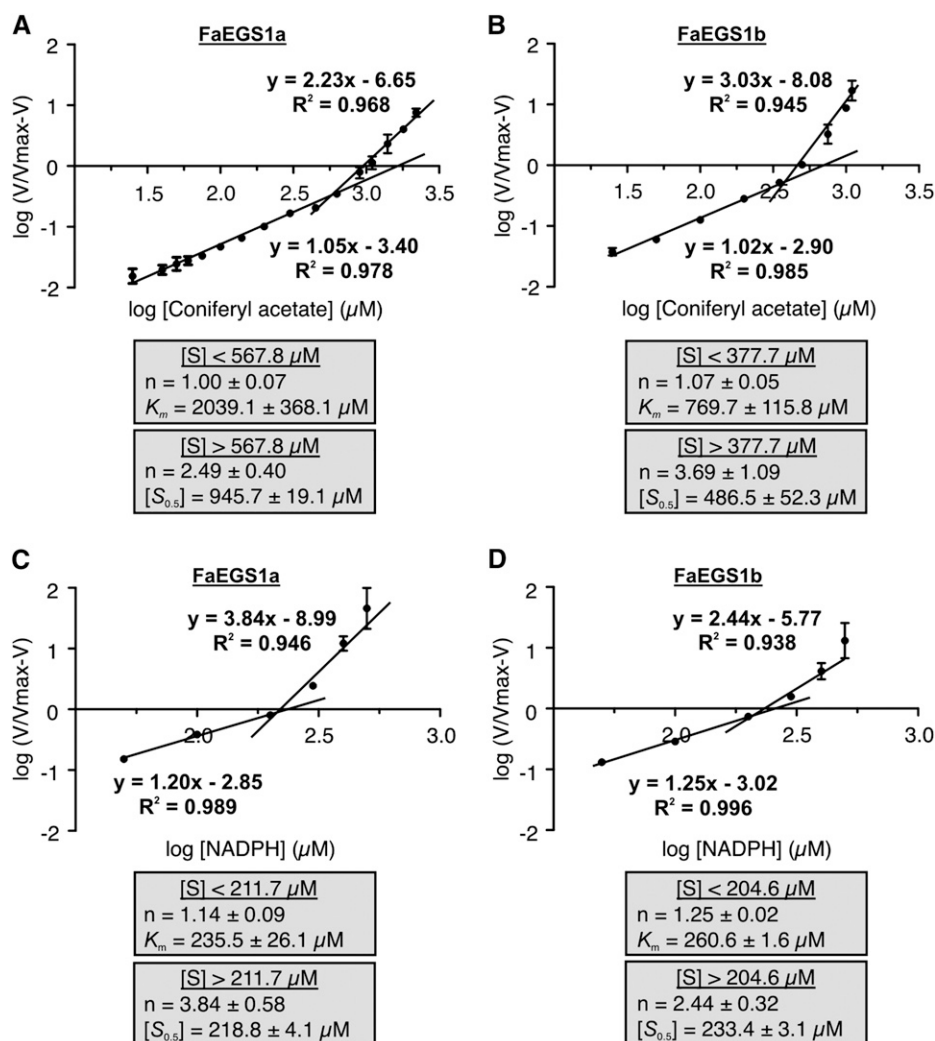 A
FaEGS1a
y = 2.23x - 6.65
R² = 0.968
log (V/Vmax-V)
2
1
0
-1
-2
1.5
2.0
2.5
3.0
3.5
y = 1.05x - 3.40
R² = 0.978
log [Coniferyl acetate] (µM)
[S] < 567.8 µM
n = 1.00 ± 0.07
Kₘ = 2039.1 ± 368.1 µM
[S] > 567.8 µM
n = 2.49 ± 0.40
[S₀.₅] = 945.7 ± 19.1 µM
B
FaEGS1b
y = 3.03x - 8.08
R² = 0.945
log (V/Vmax-V)
2
1
0
-1
-2
1.5
2.0
2.5
3.0
3.5
y = 1.02x - 2.90
R² = 0.985
log [Coniferyl acetate] (µM)
[S] < 377.7 µM
n = 1.07 ± 0.05
Kₘ = 769.7 ± 115.8 µM
[S] > 377.7 µM
n = 3.69 ± 1.09
[S₀.₅] = 486.5 ± 52.3 µM
C
FaEGS1a
y = 3.84x - 8.99
R² = 0.946
log (V/Vmax-V)
2
1
0
-1
-2
2.0
2.5
3.0
y = 1.20x - 2.85
R² = 0.989
log [NADPH] (µM)
[S] < 211.7 µM
n = 1.14 ± 0.09
Kₘ = 235.5 ± 26.1 µM
[S] > 211.7 µM
n = 3.84 ± 0.58
[S₀.₅] = 218.8 ± 4.1 µM
D
FaEGS1b
y = 2.44x - 5.77
R² = 0.938
log (V/Vmax-V)
2
1
0
-1
-2
2.0
2.5
3.0
y = 1.25x - 3.02
R² = 0.996
log [NADPH] (µM)
[S] < 204.6 µM
n = 1.25 ± 0.02
Kₘ = 260.6 ± 1.6 µM
[S] > 204.6 µM
n = 2.44 ± 0.32
[S₀.₅] = 233.4 ± 3.1 µM